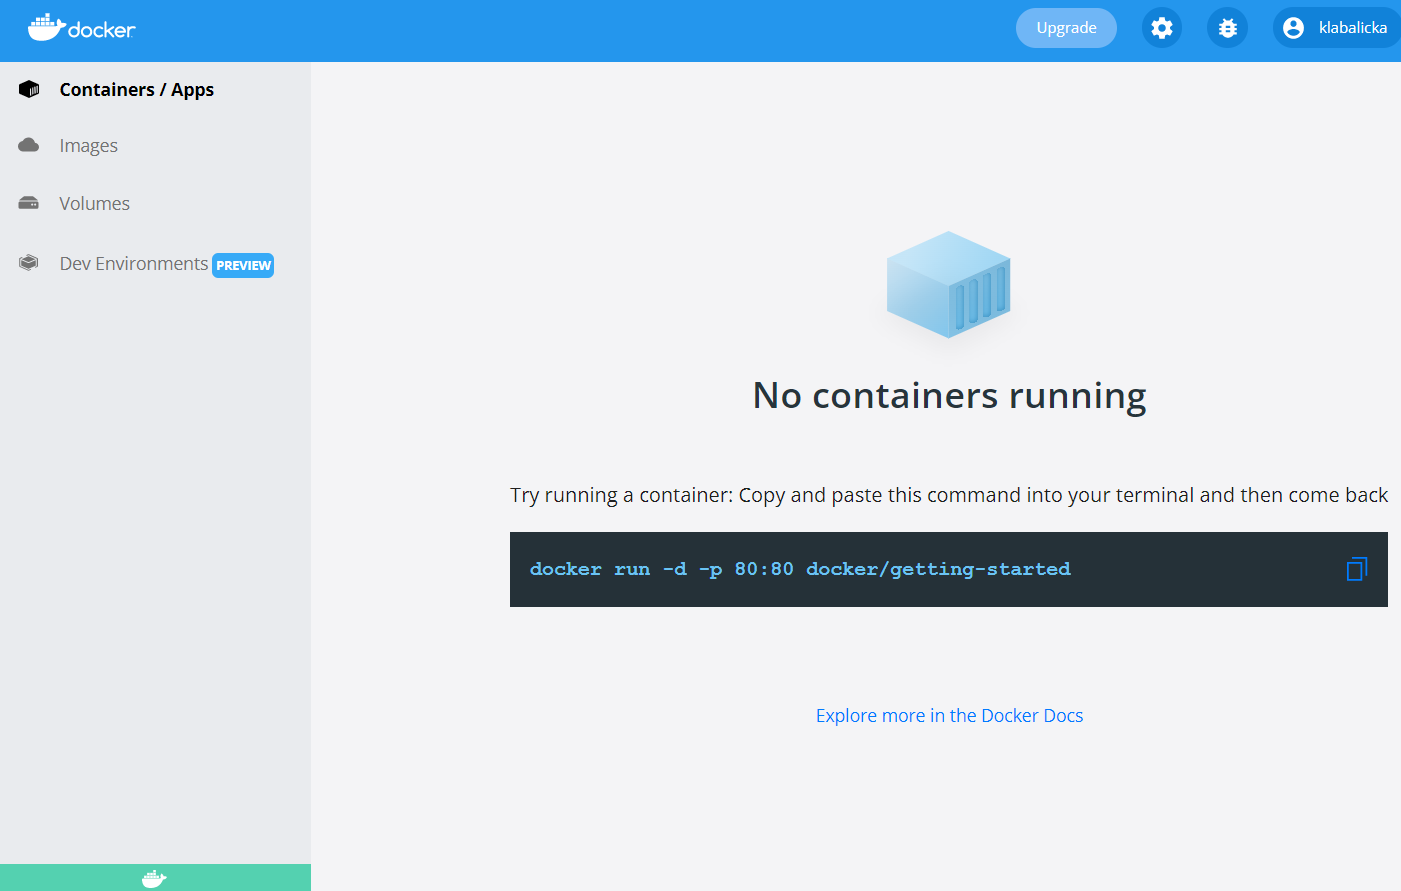 docker
Upgrade
klabalicka
Containers / Apps
Images
Volumes
Dev Environments PREVIEW
No containers running
Try running a container: Copy and paste this command into your terminal and then come back
docker run -d -p 80:80 docker/getting-started
Explore more in the Docker Docs